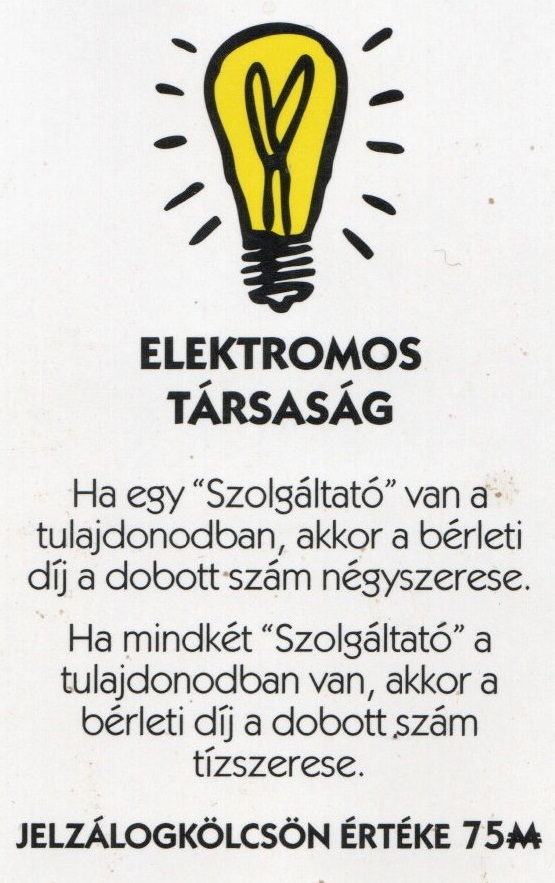 ELEKTROMOS
TÁRSASÁG
Ha egy “Szolgáltató” van a
tulajdonodban, akkor a bérleti
díj a dobott szám négyszerese.
Ha mindkét “Szolgáltató” a
tulajdonodban van, akkor a
bérleti díj a dobott szám
tízszerese.
JELZÁLOGKÖLCSÖN ÉRTÉKE 75M